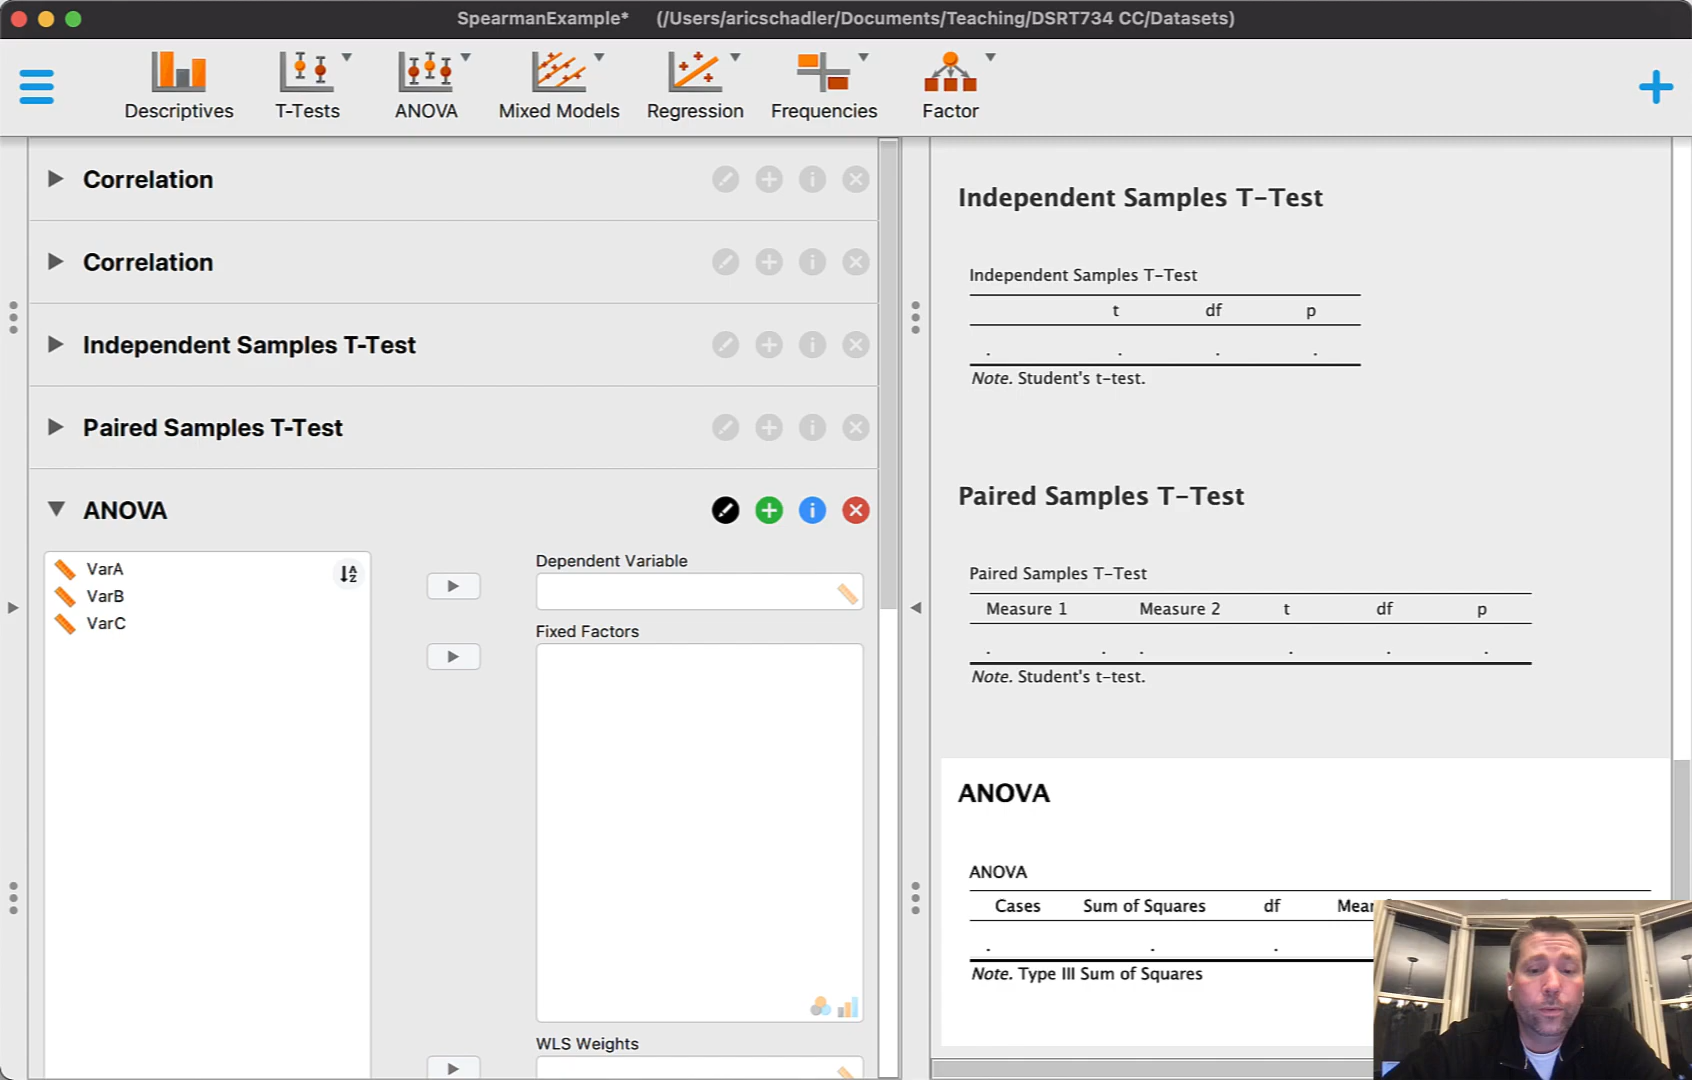 SpearmanExample* (/Users/aricschadler/Documents/Teaching/DSRT734 CC/Datasets)
Descriptives T-Tests ANOVA Mixed Models Regression Frequencies Factor
Correlation
Correlation
Independent Samples T-Test
Paired Samples T-Test
ANOVA
VarA
VarB
VarC
Dependent Variable
Fixed Factors
WLS Weights
Independent Samples T-Test
Independent Samples T-Test
t df p
. . . .
Note. Student's t-test.
Paired Samples T-Test
Paired Samples T-Test
Measure 1 Measure 2 t df p
. . . . . .
Note. Student's t-test.
ANOVA
ANOVA
Cases Sum of Squares df
. . .
Note. Type III Sum of Squares